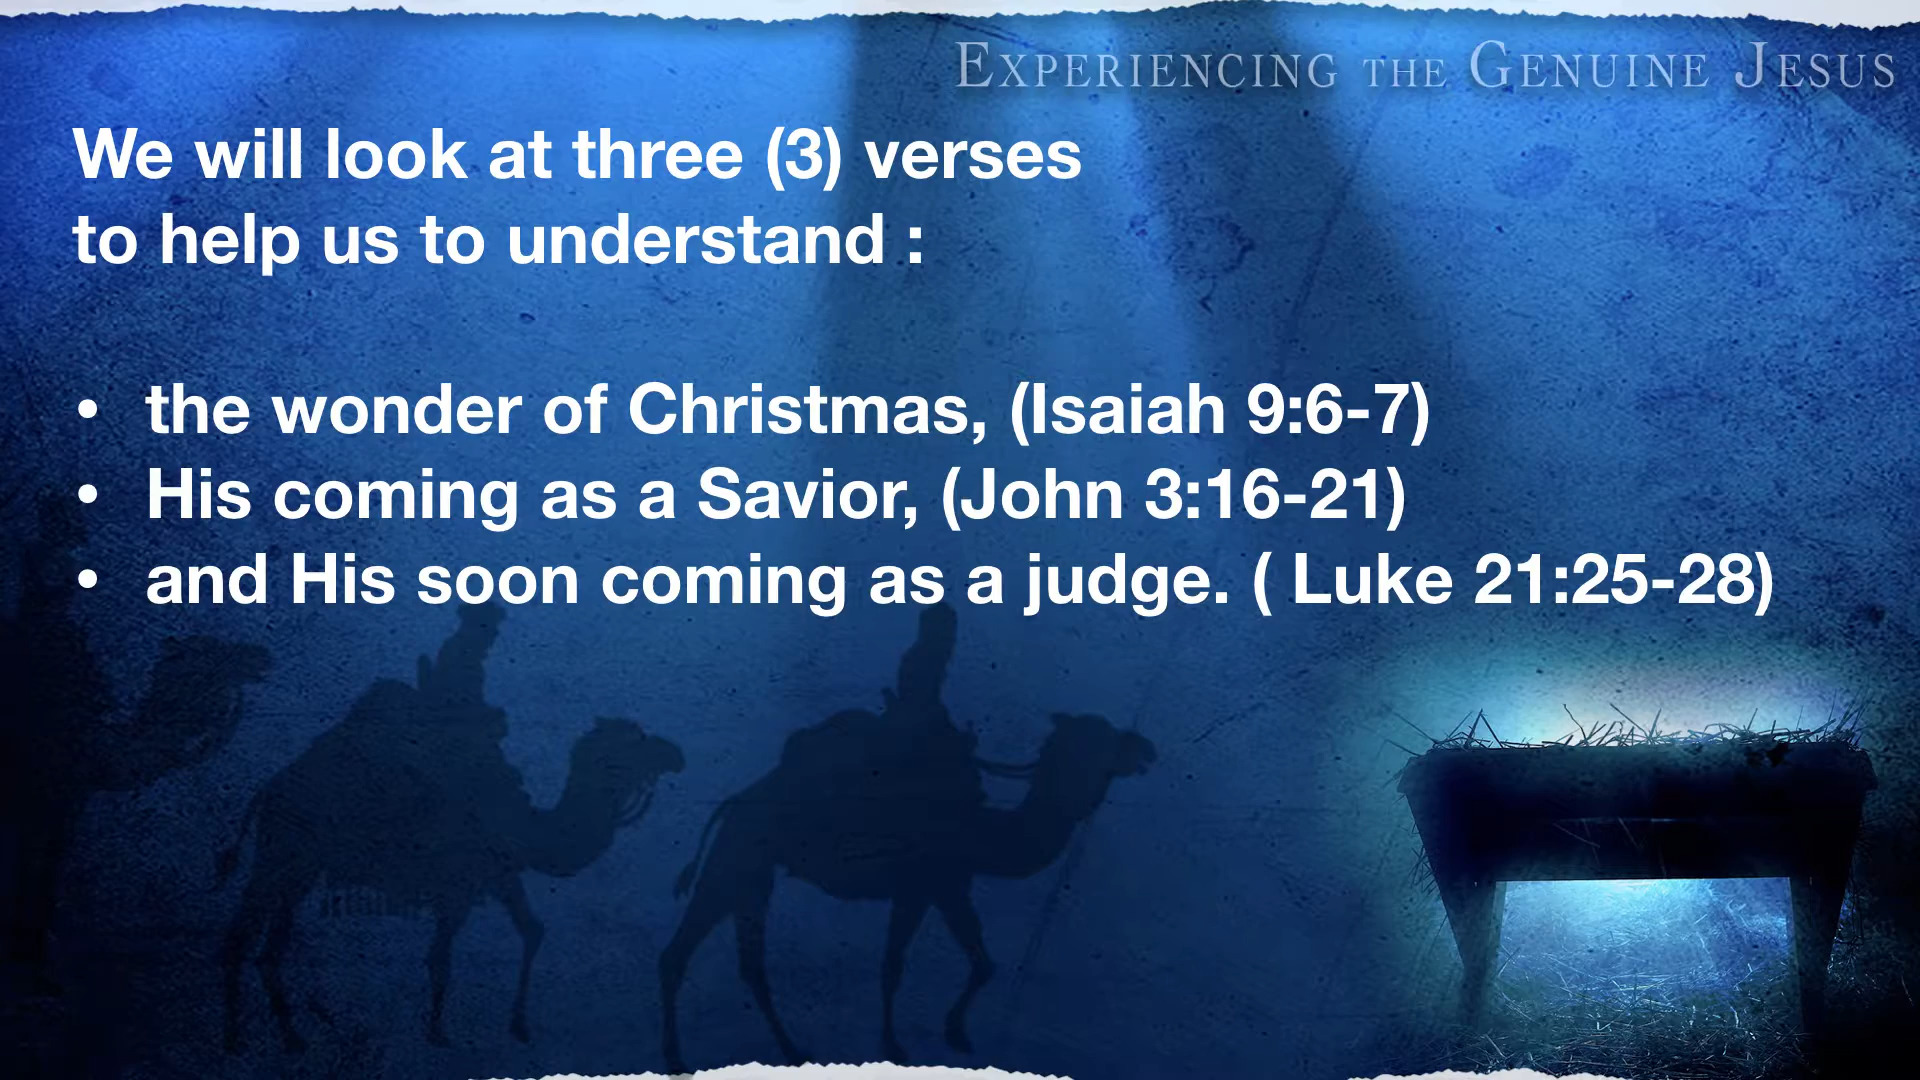 Experiencing the Genuine Jesus
We will look at three (3) verses
to help us to understand :
• the wonder of Christmas, (Isaiah 9:6-7)
• His coming as a Savior, (John 3:16-21)
• and His soon coming as a judge. ( Luke 21:25-28)